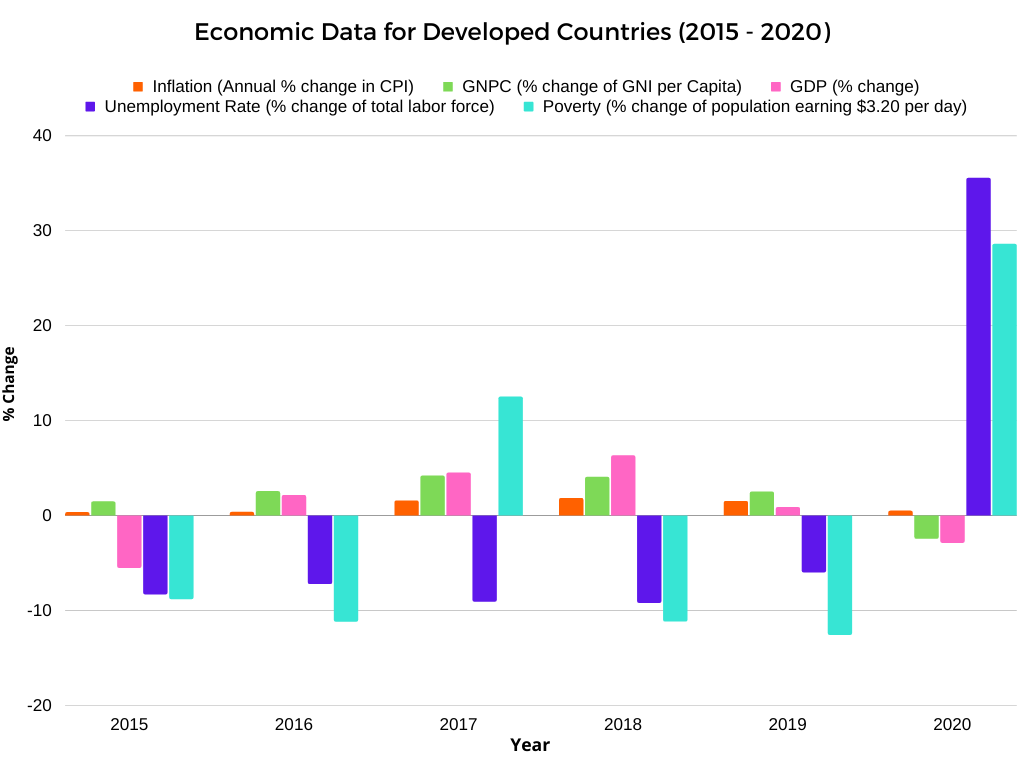 Economic Data for Developed Countries (2015 - 2020)
Inflation (Annual % change in CPI) GNPC (% change of GNI per Capita) GDP (% change)
Unemployment Rate (% change of total labor force) Poverty (% change of population earning $3.20 per day)
40
30
20
10
0
-10
-20
% Change
2015 2016 2017 2018 2019 2020
Year